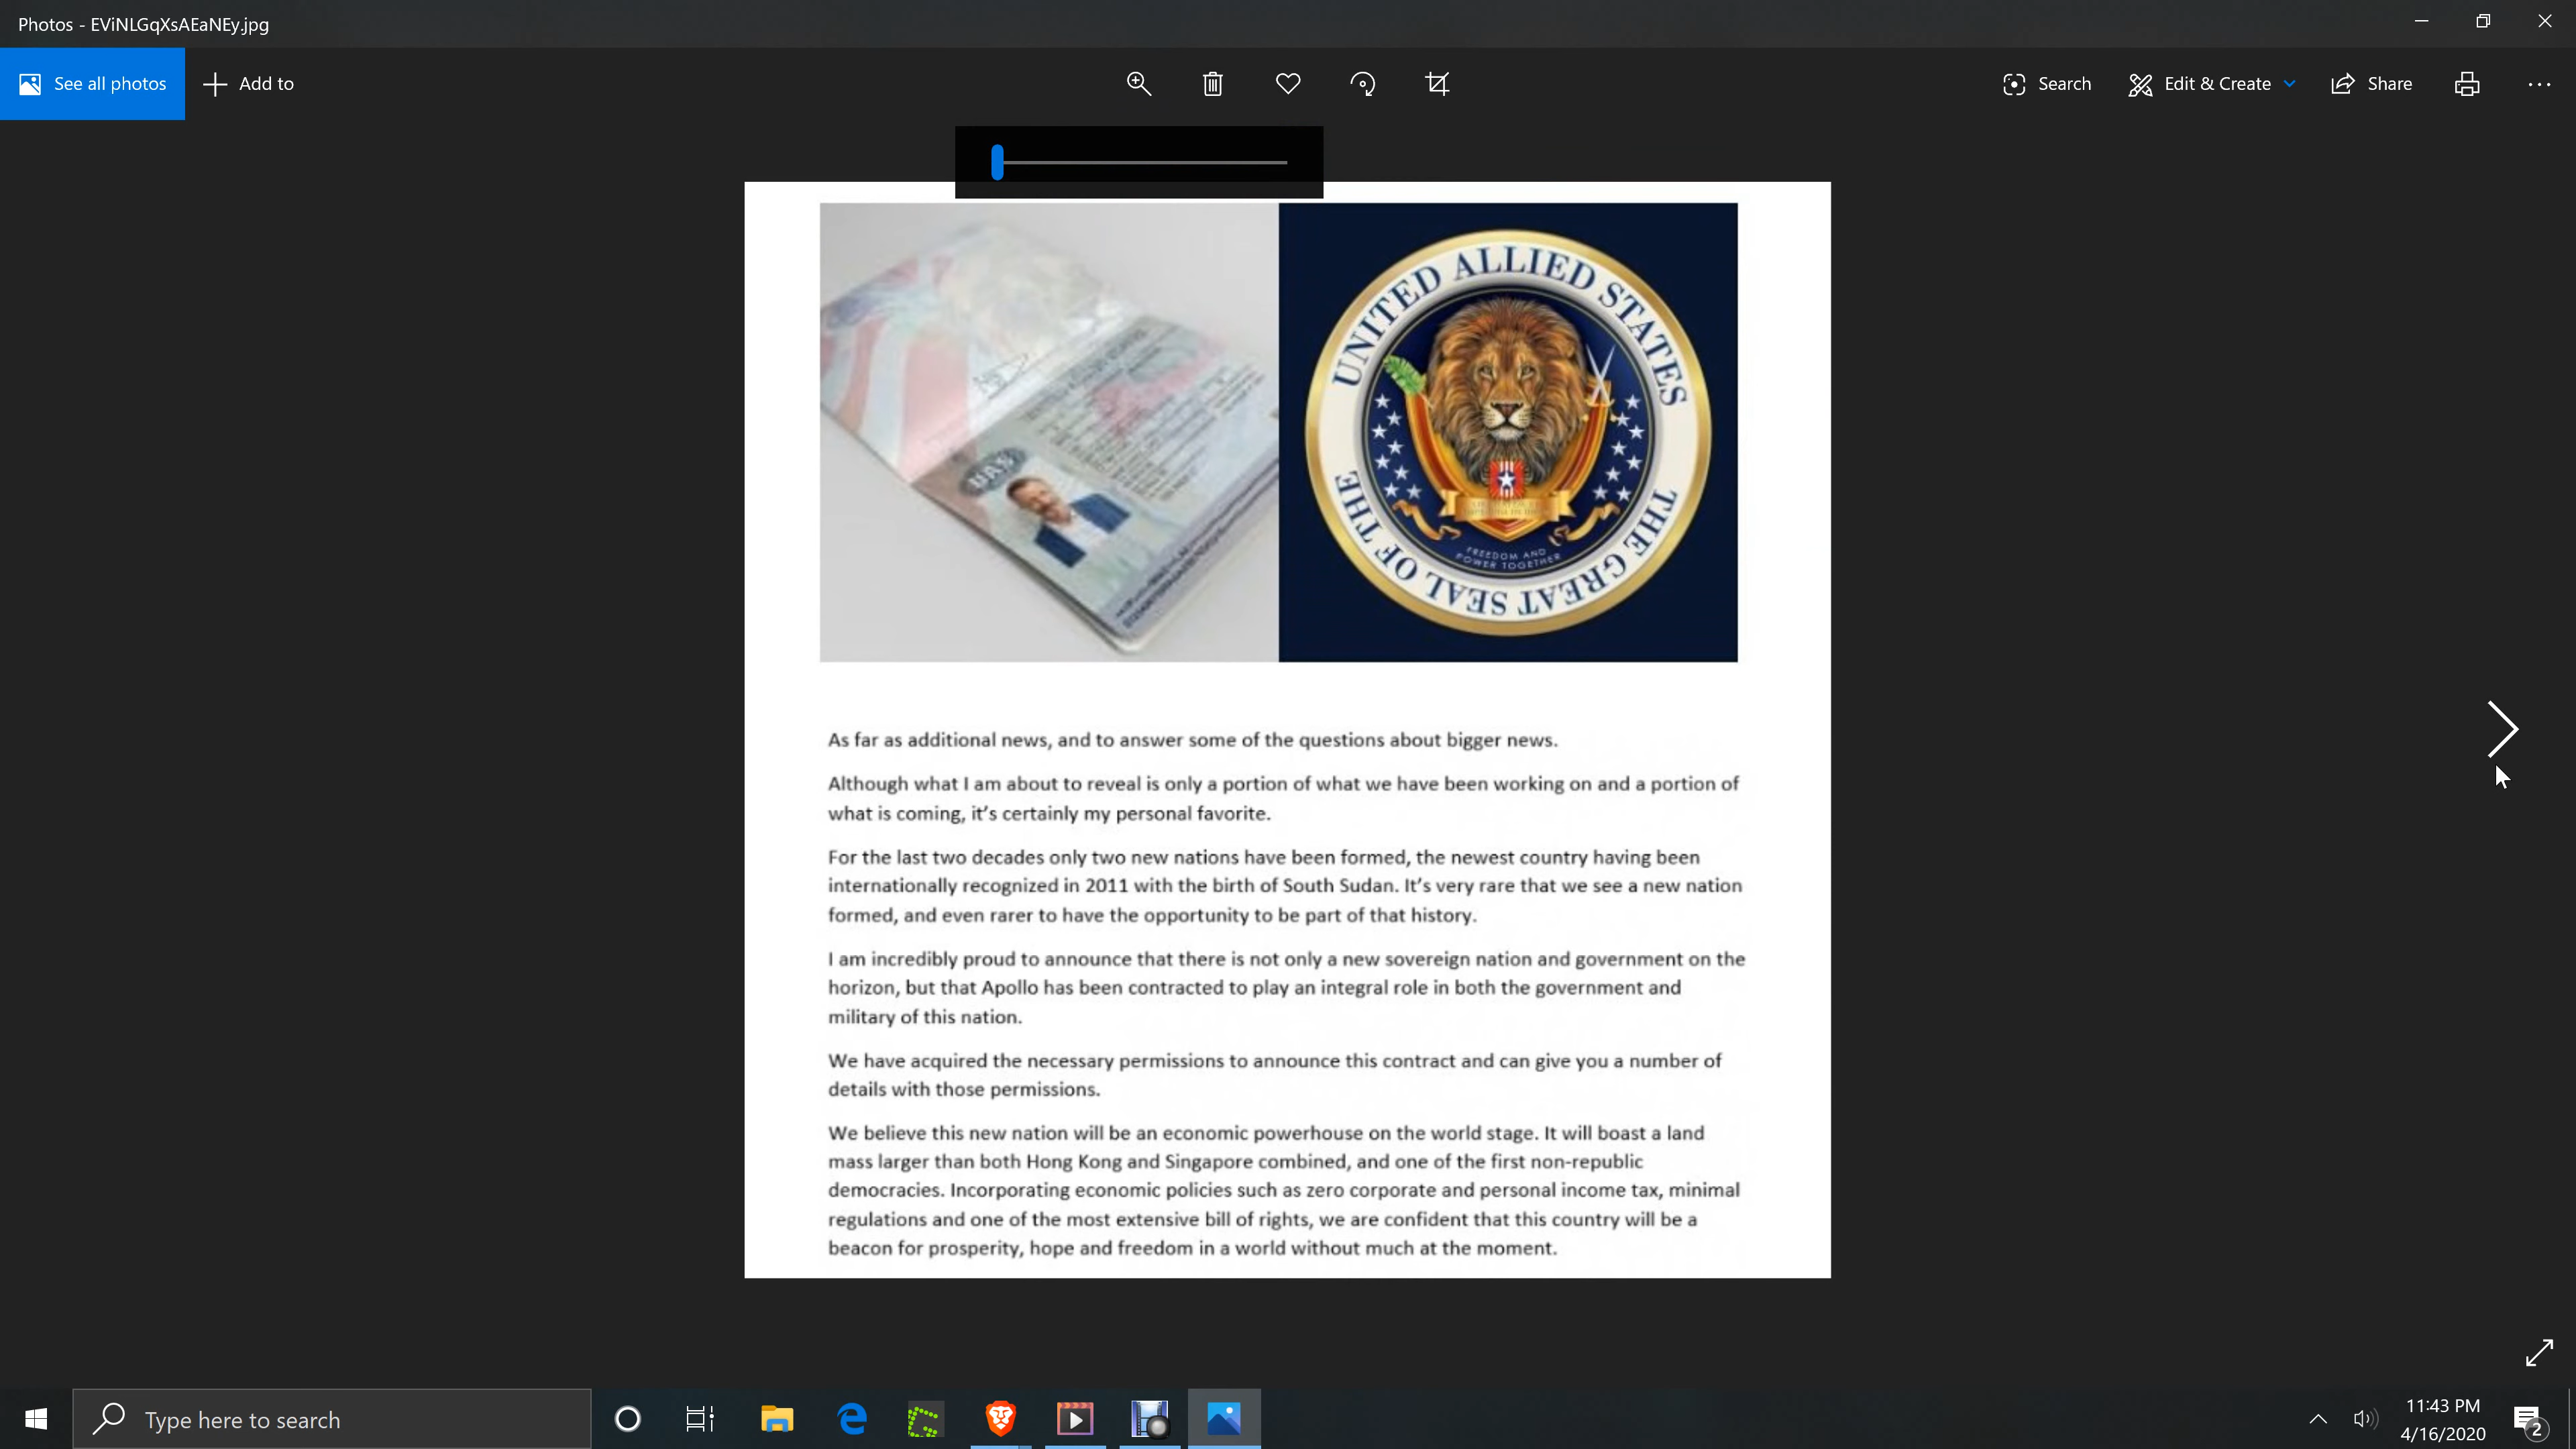 Photos - EViNLGqXsAEaNEy.jpg
See all photos
Add to
Search
Edit & Create
Share
UNITED ALLIED STATES
THE GREAT SEAL OF THE
FREEDOM AND
POWER TOGETHER
UAS
As far as additional news, and to answer some of the questions about bigger news.
Although what I am about to reveal is only a portion of what we have been working on and a portion of
what is coming, it's certainly my personal favorite.
For the last two decades only two new nations have been formed, the newest country having been
internationally recognized in 2011 with the birth of South Sudan. It's very rare that we see a new nation
formed, and even rarer to have the opportunity to be part of that history.
I am incredibly proud to announce that there is not only a new sovereign nation and government on the
horizon, but that Apollo has been contracted to play an integral role in both the government and
military of this nation.
We have acquired the necessary permissions to announce this contract and can give you a number of
details with those permissions.
We believe this new nation will be an economic powerhouse on the world stage. It will boast a land
mass larger than both Hong Kong and Singapore combined, and one of the first non-republic
democracies. Incorporating economic policies such as zero corporate and personal income tax, minimal
regulations and one of the most extensive bill of rights, we are confident that this country will be a
beacon for prosperity, hope and freedom in a world without much at the moment.
Type here to search
11:43 PM
4/16/2020
2